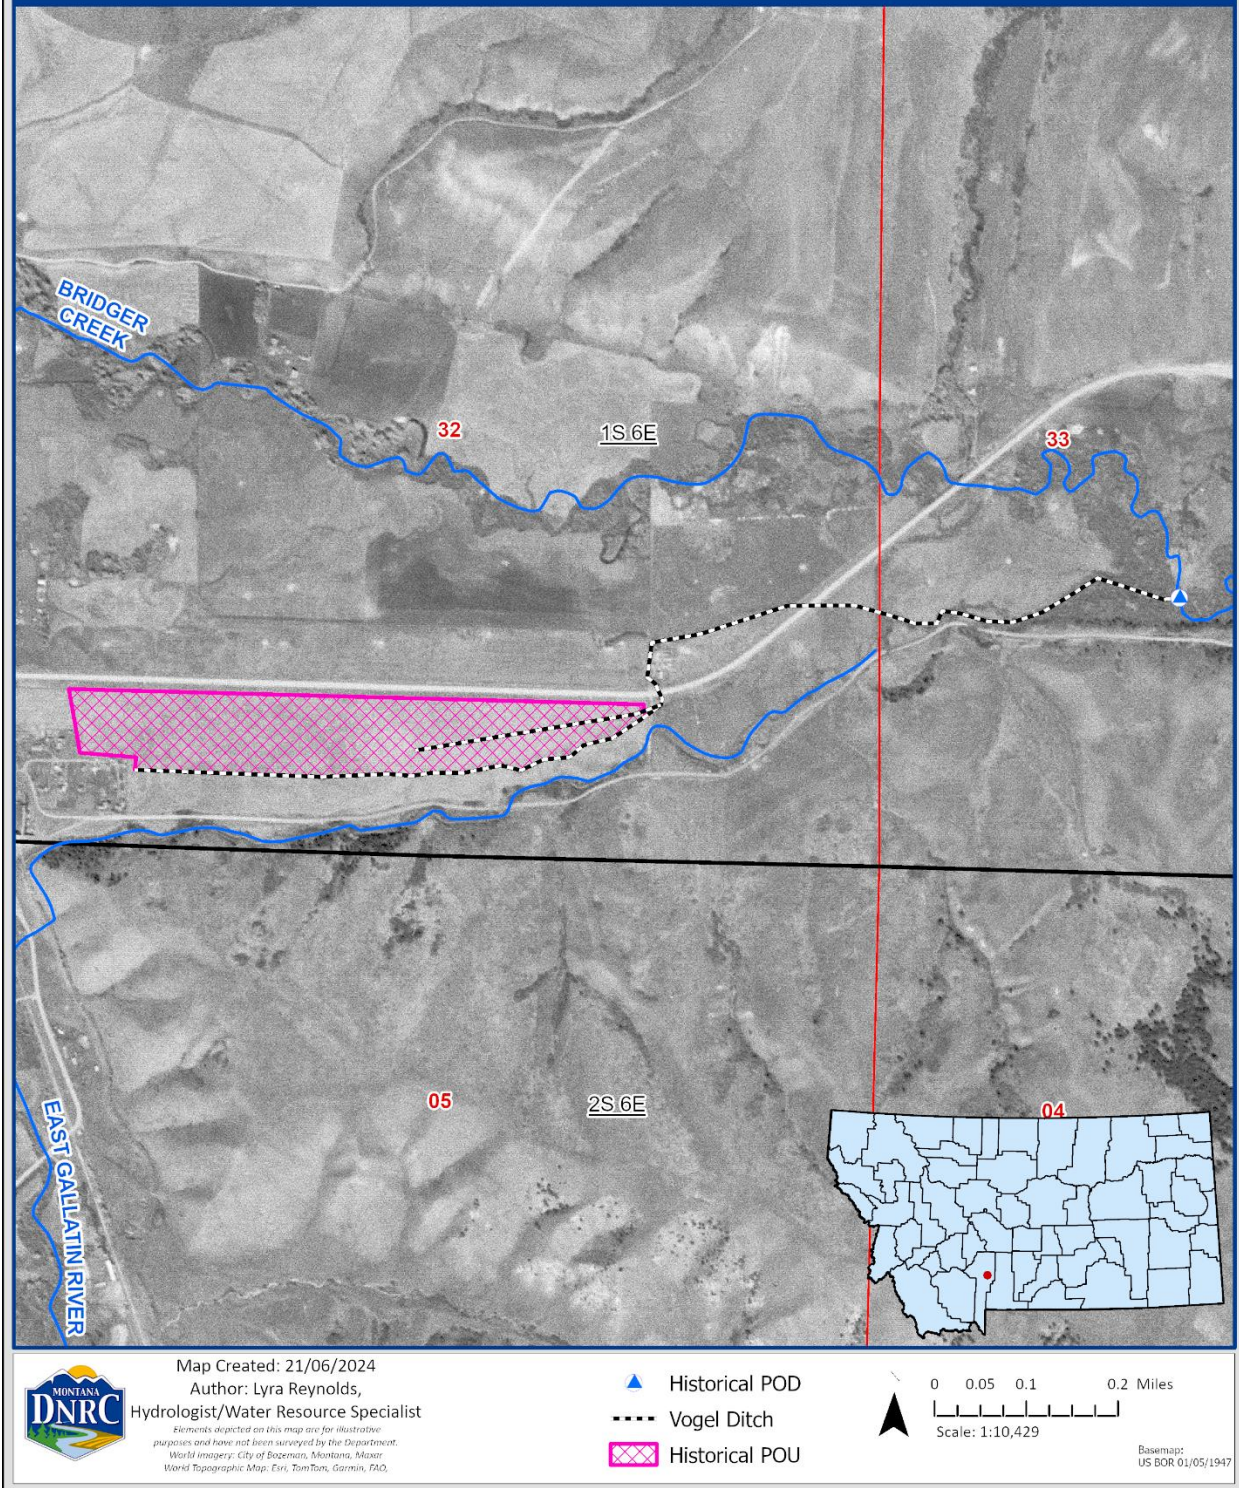 BRIDGER
CREEK
32
1S 6E
33
05
2S 6E
04
EAST GALLATIN RIVER
MONTANA
DNRC
Map Created: 21/06/2024
Author: Lyra Reynolds,
Hydrologist/Water Resource Specialist
Elements depicted on this map are for illustrative
purposes and have not been surveyed by the Department.
World Imagery: City of Bozeman, Montana, Maxar
World Topographic Map: Esri, TomTom, Garmin, FAO,
Historical POD
Vogel Ditch
Historical POU
0 0.05 0.1 0.2 Miles
Scale: 1:10,429
Basemap:
US BOR 01/05/1947